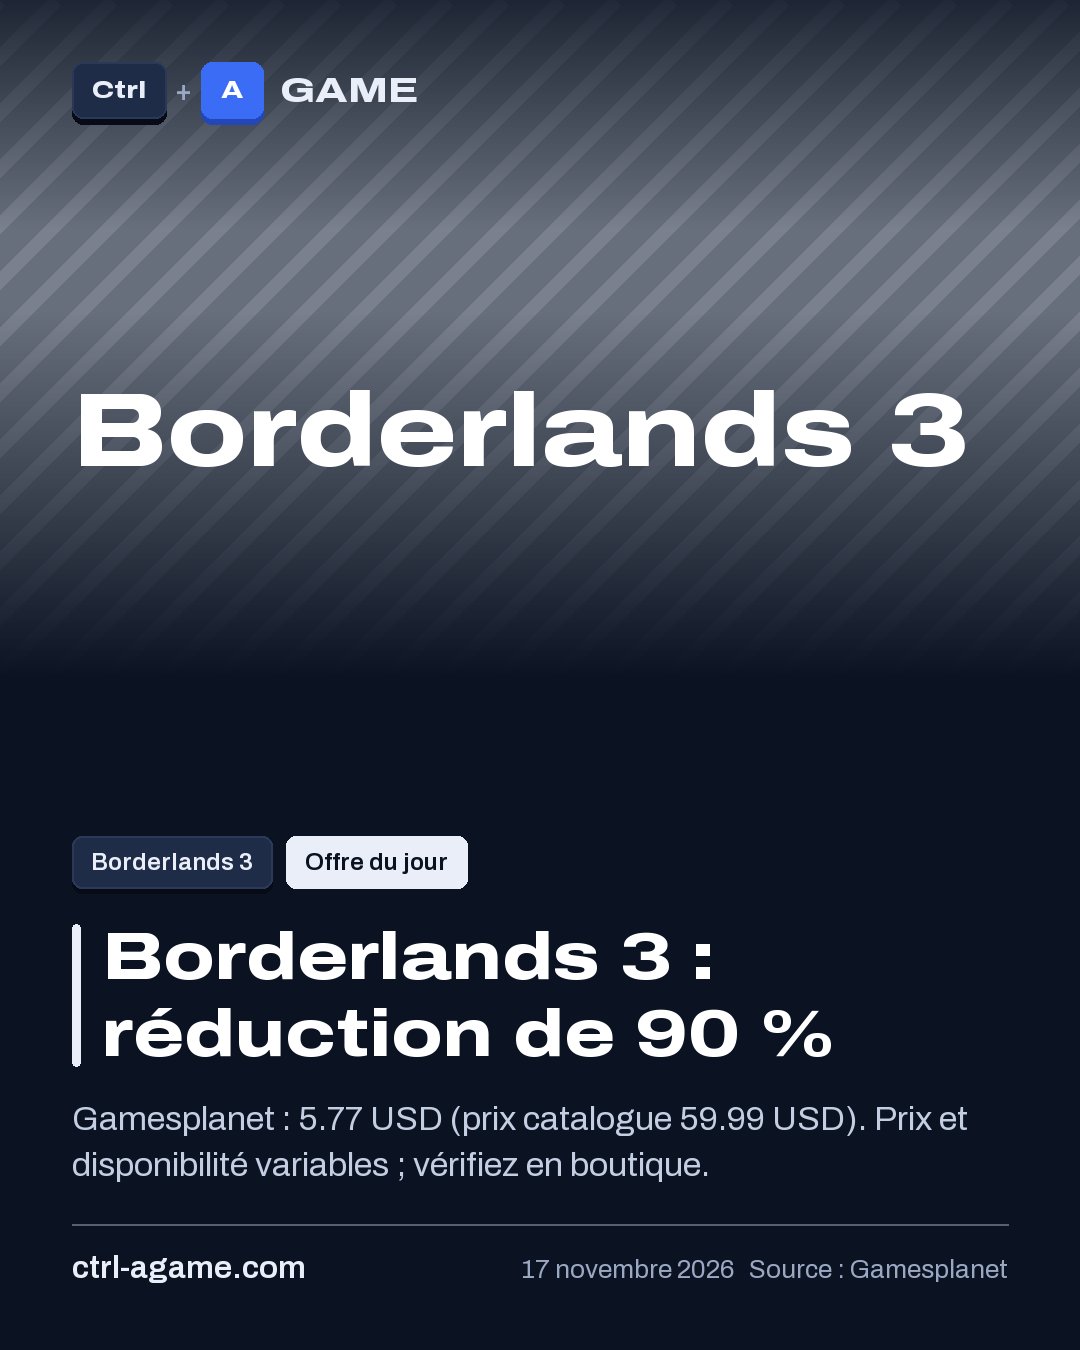 Ctrl + A GAME
Borderlands 3
Borderlands 3 Offre du jour
Borderlands 3 :
réduction de 90 %
Gamesplanet : 5.77 USD (prix catalogue 59.99 USD). Prix et
disponibilité variables ; vérifiez en boutique.
ctrl-agame.com 17 novembre 2026 Source : Gamesplanet